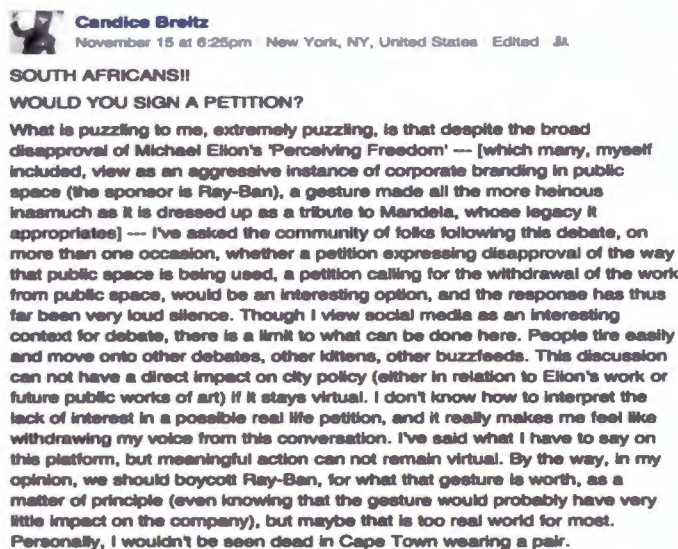 Candice Breitz
November 15 at 6:25pm New York, NY, United States Edited
SOUTH AFRICANS!!
WOULD YOU SIGN A PETITION?
What is puzzling to me, extremely puzzling, is that despite the broad
disapproval of Michael Elion's 'Perceiving Freedom' --- [which many, myself
included, view as an aggressive instance of corporate branding in public
space (the sponsor is Ray-Ban), a gesture made all the more heinous
inasmuch as it is dressed up as a tribute to Mandela, whose legacy it
appropriates] --- I've asked the community of folks following this debate, on
more than one occasion, whether a petition expressing disapproval of the way
that public space is being used, a petition calling for the withdrawal of the work
from public space, would be an interesting option, and the response has thus
far been very loud silence. Though I view social media as an interesting
context for debate, there is a limit to what can be done here. People tire easily
and move onto other debates, other kittens, other buzzfeeds. This discussion
can not have a direct impact on city policy (either in relation to Elion's work or
future public works of art) if it stays virtual. I don't know how to interpret the
lack of interest in a possible real life petition, and it really makes me feel like
withdrawing my voice from this conversation. I've said what I have to say on
this platform, but meaningful action can not remain virtual. By the way, in my
opinion, we should boycott Ray-Ban, for what that gesture is worth, as a
matter of principle (even knowing that the gesture would probably have very
little impact on the company), but maybe that is too real world for most.
Personally, I wouldn't be seen dead in Cape Town wearing a pair.